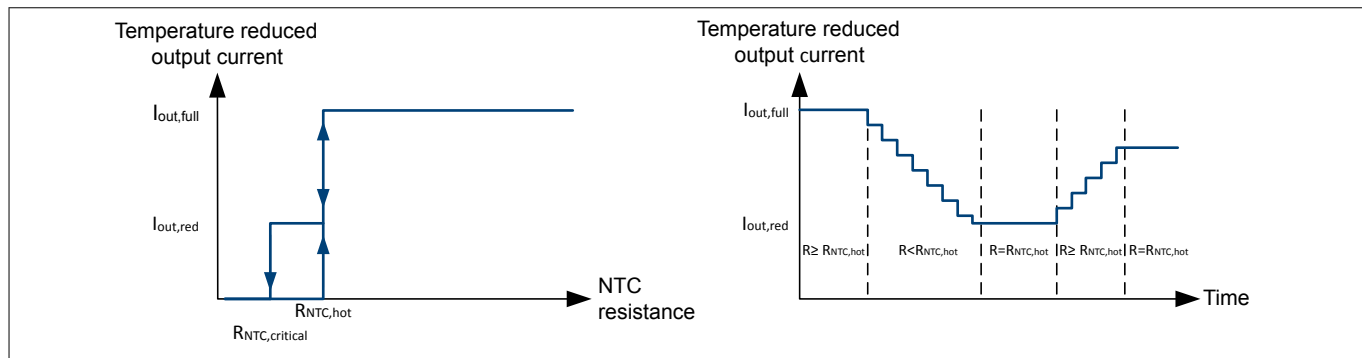 Temperature reduced
output current
Iout,full
Iout,red
RNTC,hot
RNTC,critical
NTC
resistance
Temperature reduced
output current
Iout,full
Iout,red
R≥ RNTC,hot
R<RNTC,hot
R=RNTC,hot
R≥ RNTC,hot
R=RNTC,hot
Time